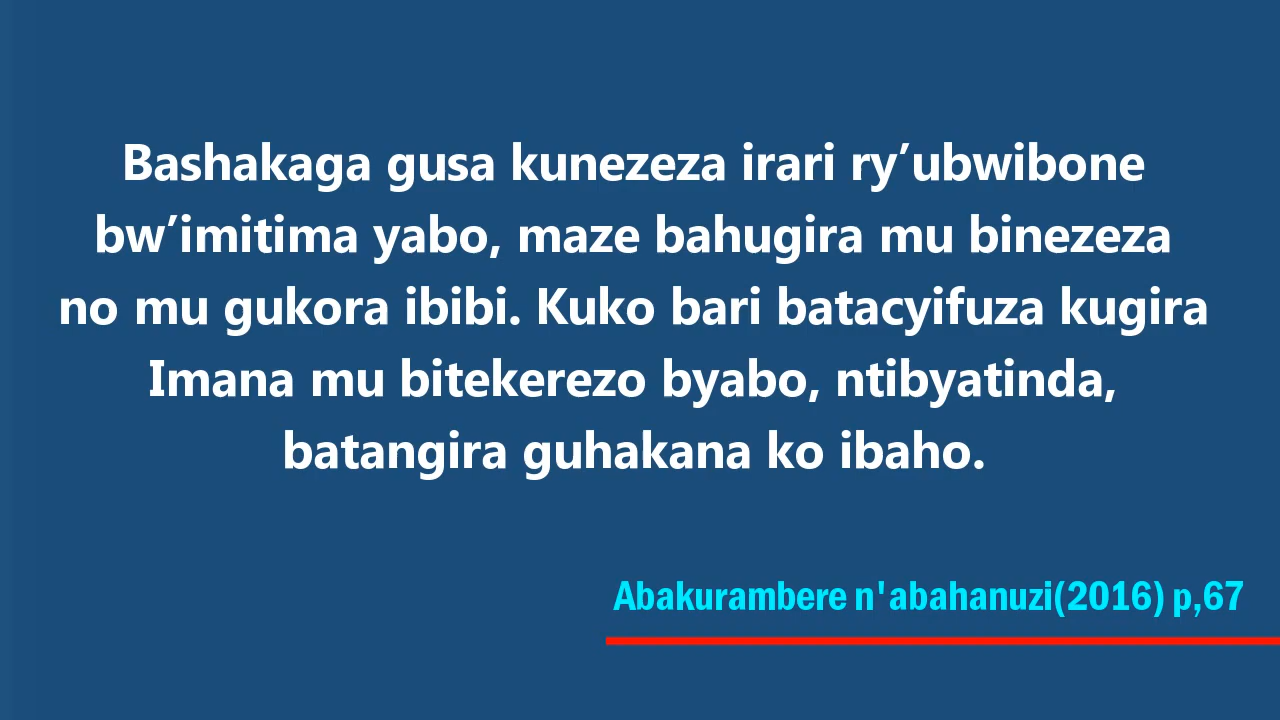 Bashakaga gusa kunezeza irari ry’ubwibone
bw’imitima yabo, maze bahugira mu binezeza
no mu gukora ibibi. Kuko bari batacyifuza kugira
Imana mu bitekerezo byabo, ntibyatinda,
batangira guhakana ko ibaho.
Abakurambere n'abahanuzi(2016) p,67